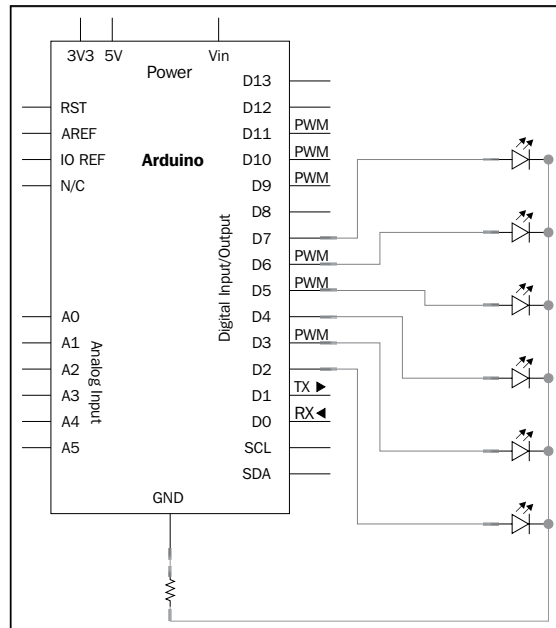 3V3 5V Vin
Power
Arduino
RST
AREF
IO REF
N/C
A0
A1
A2
A3
A4
A5
Analog Input
Digital Input/Output
D13
D12
D11 PWM
D10 PWM
D9 PWM
D8
D7
D6 PWM
D5 PWM
D4
D3 PWM
D2
D1 TX ▶
D0 RX ◀
SCL
SDA
GND